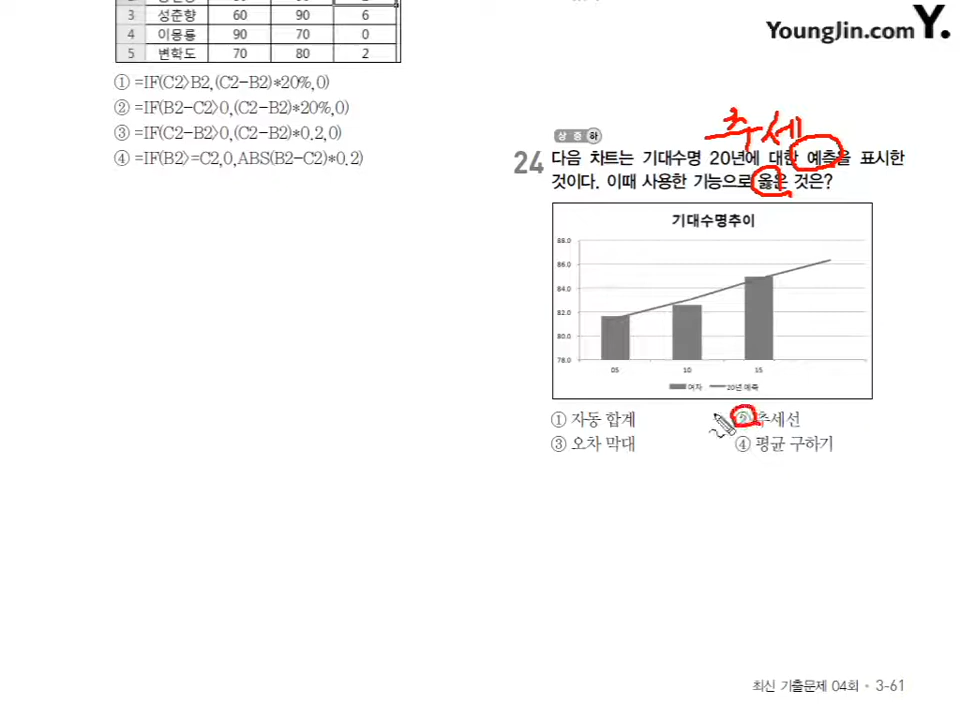 3 성춘향 60 90 6
4 이몽룡 90 70 0
5 변학도 70 80 2
① =IF(C2>B2,(C2-B2)*20%,0)
② =IF(B2-C2>0,(C2-B2)*20%,0)
③ =IF(C2-B2>0,(C2-B2)*0.2,0)
④ =IF(B2>=C2,0,ABS(B2-C2)*0.2)
YoungJin.com Y.
상 중 하
추세
24 다음 차트는 기대수명 20년에 대한 예측을 표시한
것이다. 이때 사용한 기능으로 옳은 것은?
기대수명추이
88.0
86.0
84.0
82.0
80.0
78.0
05 10 15
여자 20년 예측
① 자동 합계 ② 추세선
③ 오차 막대 ④ 평균 구하기
최신 기출문제 04회 • 3-61